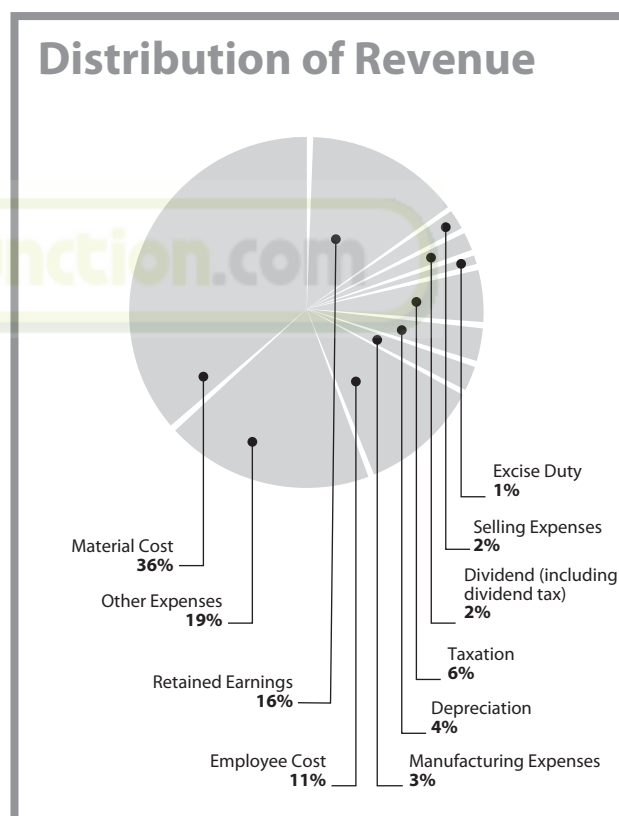 Distribution of Revenue
nction.com
Excise Duty
1%
Selling Expenses
2%
Material Cost
36%
Dividend (including
dividend tax)
2%
Other Expenses
19%
Taxation
6%
Retained Earnings
16%
Depreciation
4%
Employee Cost
11%
Manufacturing Expenses
3%